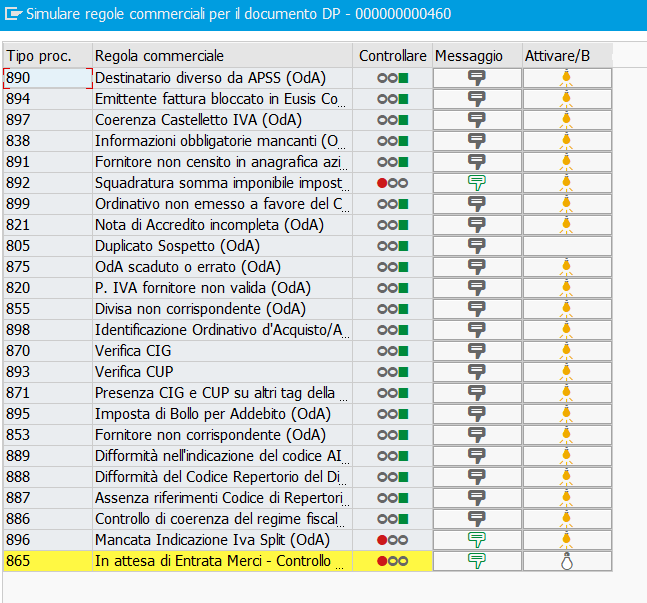 Simulare regole commerciali per il documento DP - 000000000460
Tipo proc. Regola commerciale Controllare Messaggio Attivare/B
890 Destinatario diverso da APSS (OdA)
894 Emittente fattura bloccato in Eusis Co...
897 Coerenza Castelletto IVA (OdA)
838 Informazioni obbligatorie mancanti (O...
891 Fornitore non censito in anagrafica azi...
892 Squadratura somma imponibile impost...
899 Ordinativo non emesso a favore del C...
821 Nota di Accredito incompleta (OdA)
805 Duplicato Sospetto (OdA)
875 OdA scaduto o errato (OdA)
820 P. IVA fornitore non valida (OdA)
855 Divisa non corrispondente (OdA)
898 Identificazione Ordinativo d'Acquisto/A...
870 Verifica CIG
893 Verifica CUP
871 Presenza CIG e CUP su altri tag della ...
895 Imposta di Bollo per Addebito (OdA)
853 Fornitore non corrispondente (OdA)
889 Difformità nell'indicazione del codice AI...
888 Difformità del Codice Repertorio del Di...
887 Assenza riferimenti Codice di Repertori...
886 Controllo di coerenza del regime fiscal...
896 Mancata Indicazione Iva Split (OdA)
865 In attesa di Entrata Merci - Controllo ...